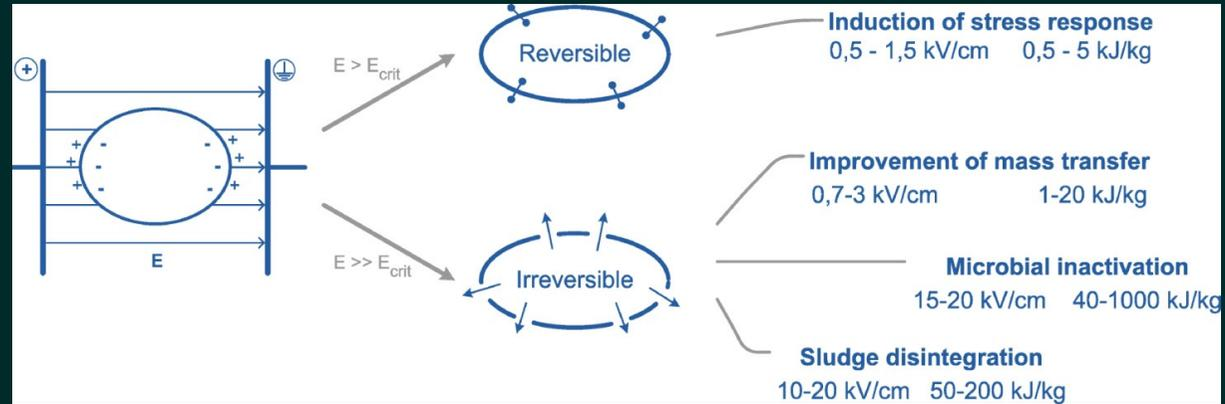 E
E > Ecrit
Reversible
Induction of stress response
0,5 - 1,5 kV/cm 0,5 - 5 kJ/kg
E >> Ecrit
Irreversible
Improvement of mass transfer
0,7-3 kV/cm 1-20 kJ/kg
Microbial inactivation
15-20 kV/cm 40-1000 kJ/kg
Sludge disintegration
10-20 kV/cm 50-200 kJ/kg